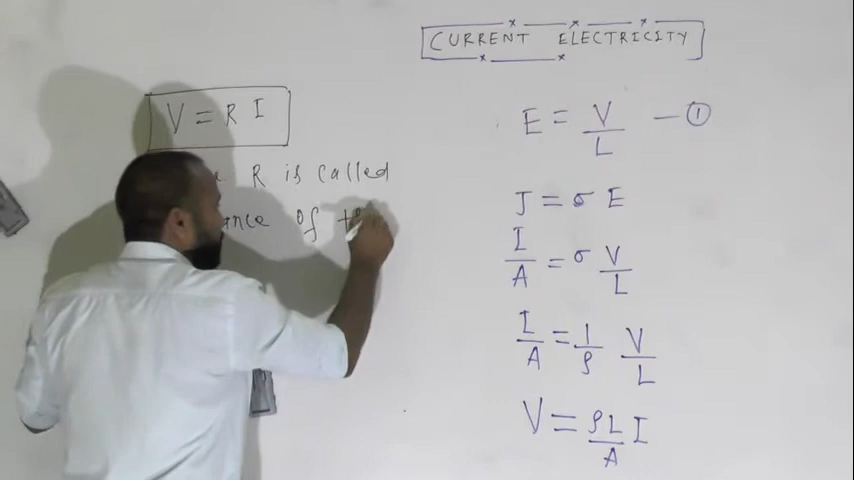 CURRENT ELECTRICITY
V = R I
R is called
of
E = V/L — ①
J = σ E
I/A = σ V/L
I/A = 1/ρ V/L
V = ρL/A I